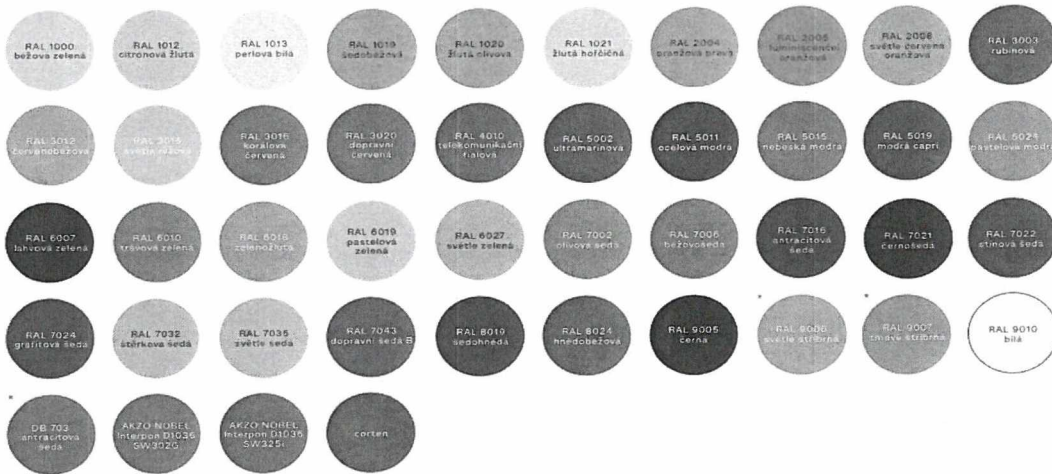 RAL 1000
béžova zelená
RAL 1012
citronová žlutá
RAL 1013
perlová bílá
RAL 1019
šedobéžová
RAL 1020
žlutá olivová
RAL 1021
žlutá hořčičná
RAL 2004
oranžová pravá
RAL 2005
luminiscenční
oranžová
RAL 2008
světle červená
oranžová
RAL 3003
rubínová
RAL 3012
červenobéžová
RAL 3015
světle růžová
RAL 3016
korálová
červená
RAL 3020
dopravní
červená
RAL 4010
telekomunikační
fialová
RAL 5002
ultramarínová
RAL 5011
ocelová modrá
RAL 5015
nebeská modrá
RAL 5019
modrá capri
RAL 5024
pastelová modrá
RAL 6007
lahvová zelená
RAL 6010
trávová zelená
RAL 6018
zelenožlutá
RAL 6019
pastelová
zelená
RAL 6027
světle zelená
RAL 7002
olivová šedá
RAL 7006
béžovošedá
RAL 7016
antracitová
šedá
RAL 7021
černošedá
RAL 7022
stínová šedá
RAL 7024
grafitová šedá
RAL 7032
štěrková šedá
RAL 7035
světle šedá
RAL 7043
dopravní šedá B
RAL 8019
šedohnědá
RAL 8024
hnědobéžová
RAL 9005
černá
* RAL 9006
světle stříbrná
* RAL 9007
tmavě stříbrná
RAL 9010
bílá
* DB 703
antracitová
šedá
AKZO NOBEL
Interpon D1036
SW302G
AKZO NOBEL
Interpon D1036
SW325i
corten